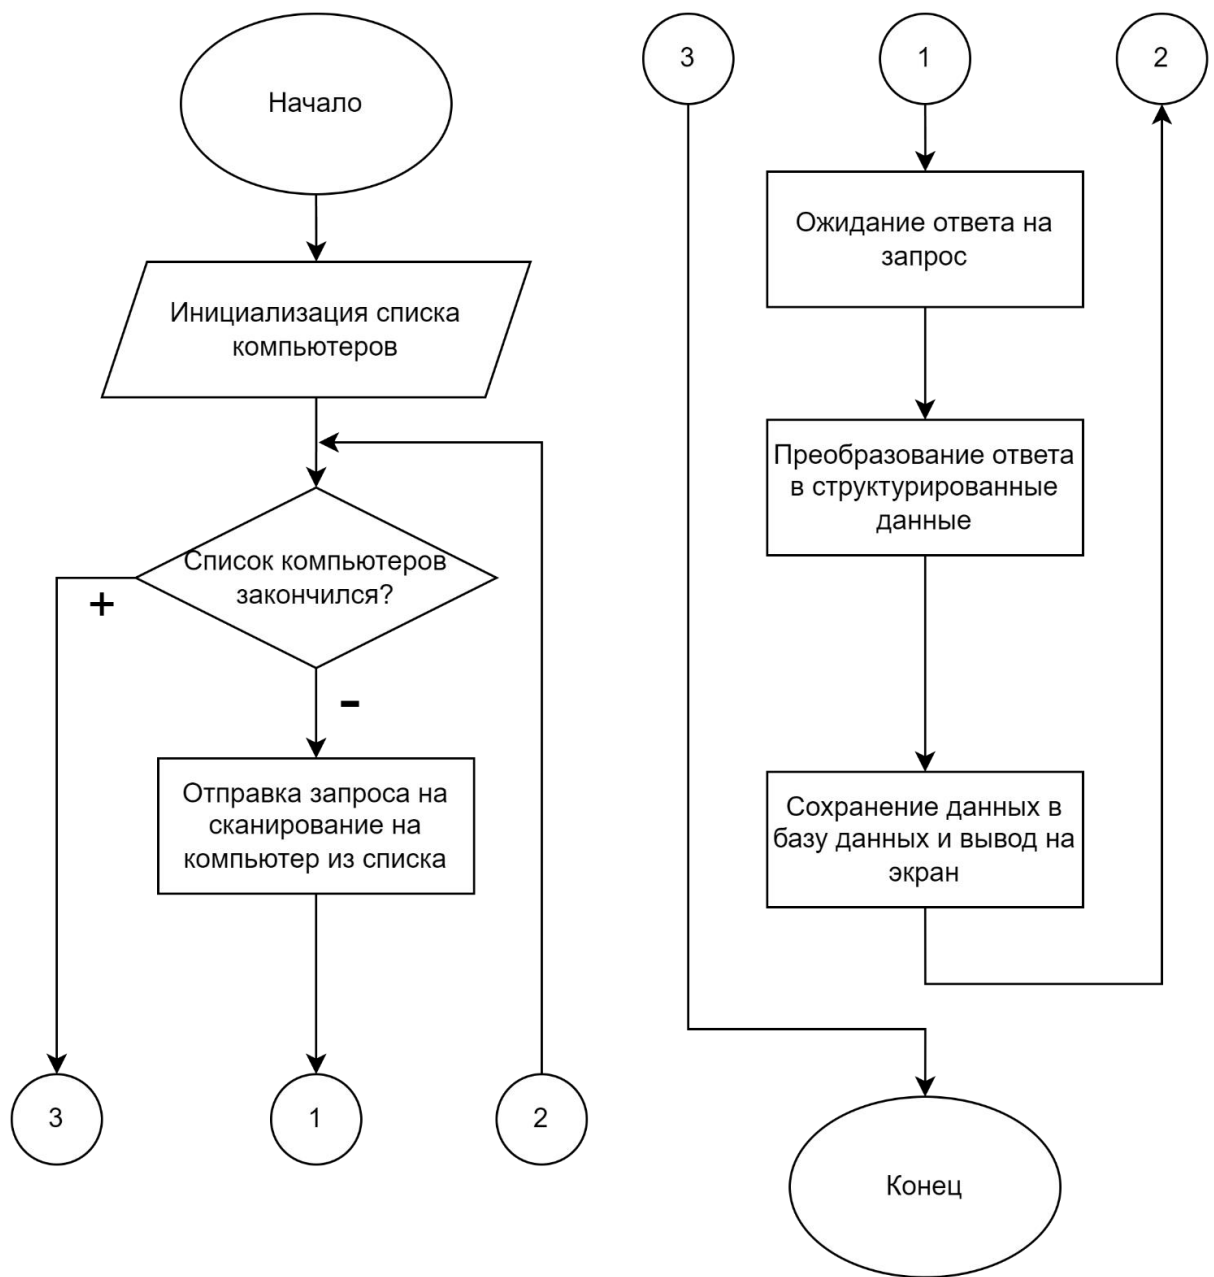 Начало
Инициализация списка
компьютеров
Список компьютеров
закончился?
+
-
Отправка запроса на
сканирование на
компьютер из списка
3
1
2
3
1
2
Ожидание ответа на
запрос
Преобразование ответа
в структурированные
данные
Сохранение данных в
базу данных и вывод на
экран
Конец